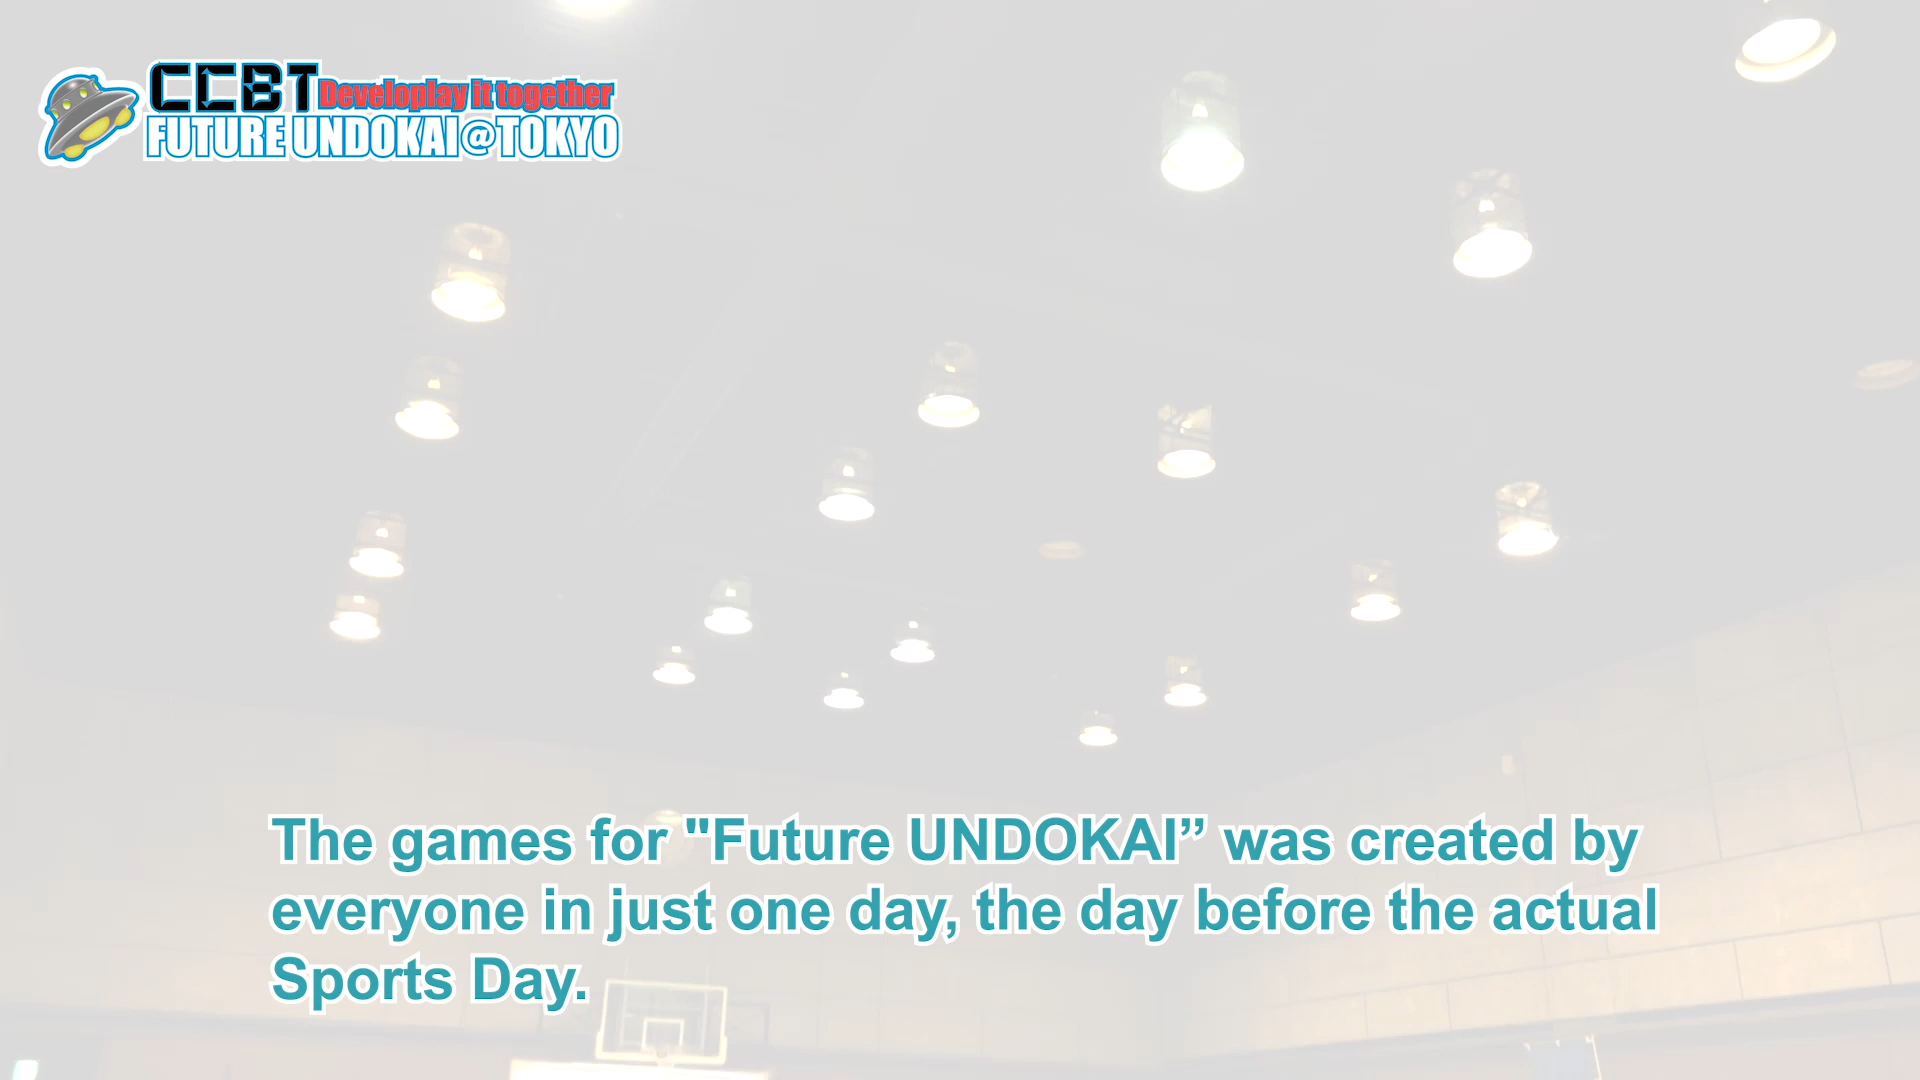 CCBT Developlay it together
FUTURE UNDOKAI@TOKYO
The games for "Future UNDOKAI” was created by
everyone in just one day, the day before the actual
Sports Day.